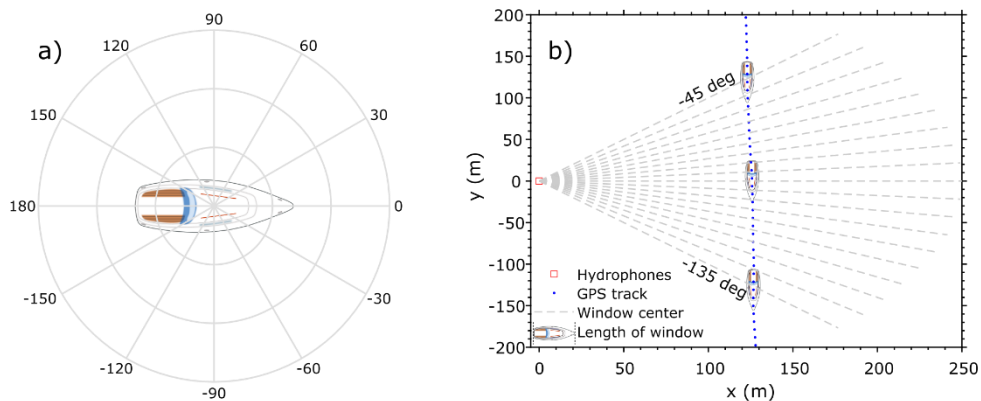 a)
90
120
60
150
30
180
0
-150
-30
-120
-60
-90
b)
200
150
100
50
0
-50
-100
-150
-200
y (m)
-45 deg
-135 deg
Hydrophones
GPS track
Window center
Length of window
0 50 100 150 200 250
x (m)